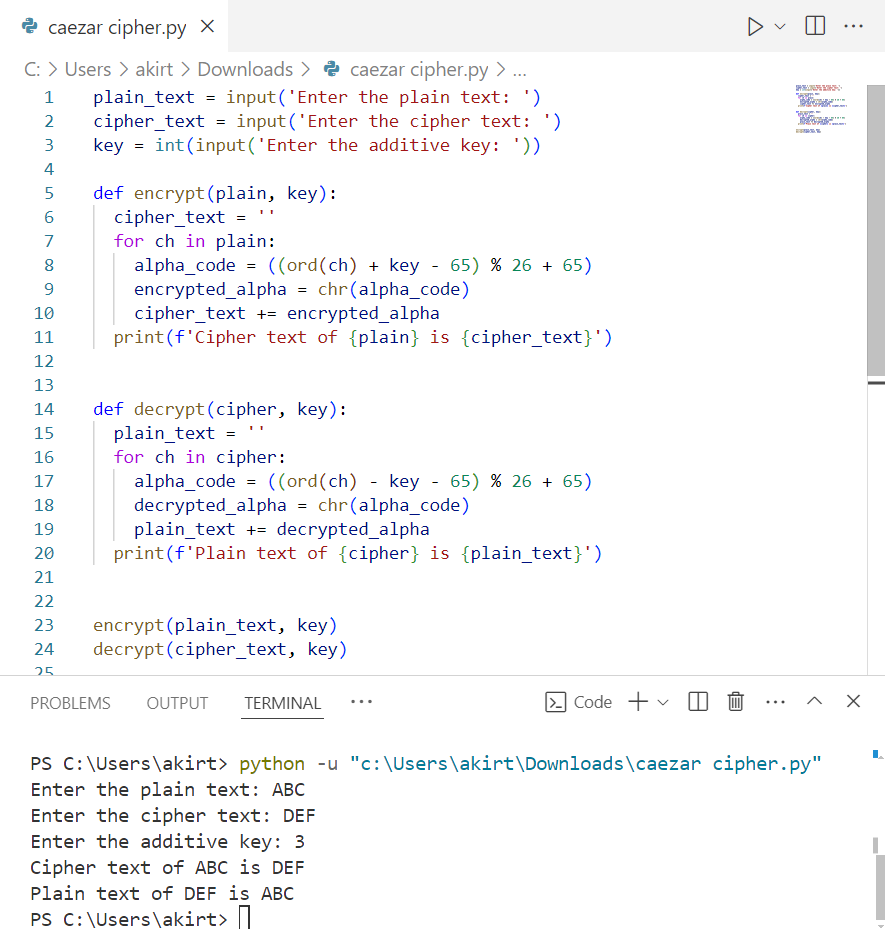 caezar cipher.py
C: > Users > akirt > Downloads > caezar cipher.py > ...
1 plain_text = input('Enter the plain text: ')
2 cipher_text = input('Enter the cipher text: ')
3 key = int(input('Enter the additive key: '))
4
5 def encrypt(plain, key):
6   cipher_text = ''
7   for ch in plain:
8     alpha_code = ((ord(ch) + key - 65) % 26 + 65)
9     encrypted_alpha = chr(alpha_code)
10     cipher_text += encrypted_alpha
11   print(f'Cipher text of {plain} is {cipher_text}')
12
13
14 def decrypt(cipher, key):
15   plain_text = ''
16   for ch in cipher:
17     alpha_code = ((ord(ch) - key - 65) % 26 + 65)
18     decrypted_alpha = chr(alpha_code)
19     plain_text += decrypted_alpha
20   print(f'Plain text of {cipher} is {plain_text}')
21
22
23 encrypt(plain_text, key)
24 decrypt(cipher_text, key)
25
PROBLEMS OUTPUT TERMINAL ... Code
PS C:\Users\akirt> python -u "c:\Users\akirt\Downloads\caezar cipher.py"
Enter the plain text: ABC
Enter the cipher text: DEF
Enter the additive key: 3
Cipher text of ABC is DEF
Plain text of DEF is ABC
PS C:\Users\akirt>